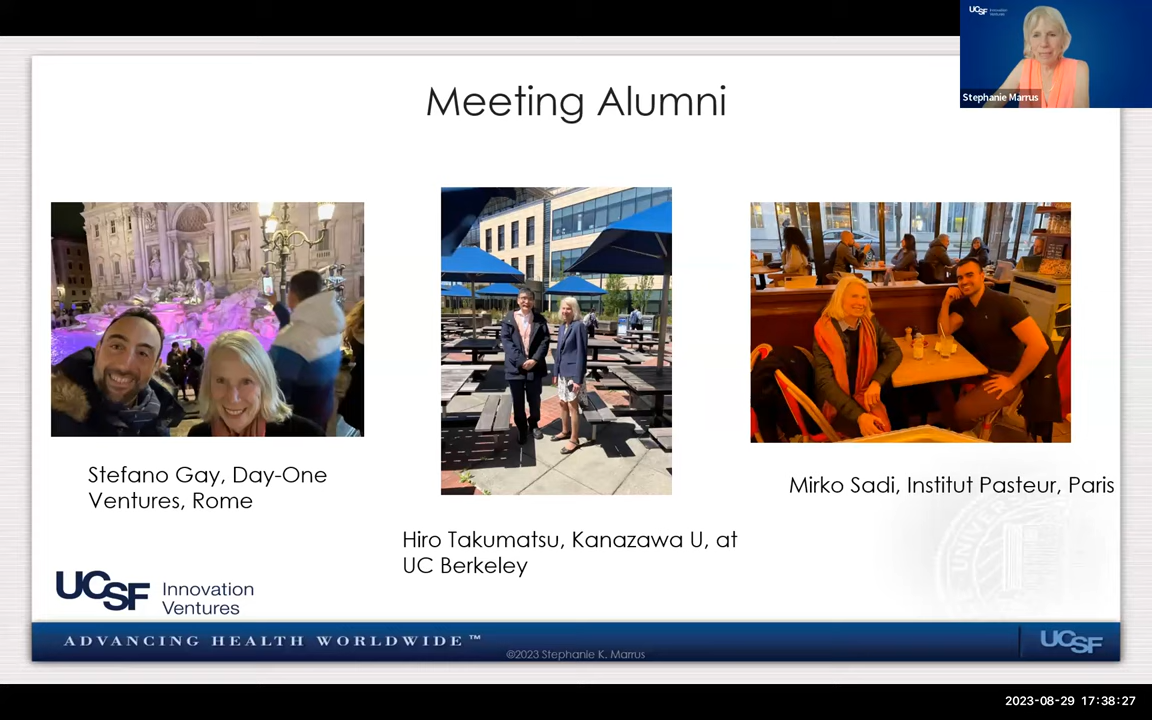 UCSF Innovation
Ventures
Stephanie Marrus
Meeting Alumni
Stefano Gay, Day-One
Ventures, Rome
Hiro Takumatsu, Kanazawa U, at
UC Berkeley
Mirko Sadi, Institut Pasteur, Paris
UCSF Innovation
Ventures
ADVANCING HEALTH WORLDWIDE™
UCSF
©2023 Stephanie K. Marrus
2023-08-29 17:38:27